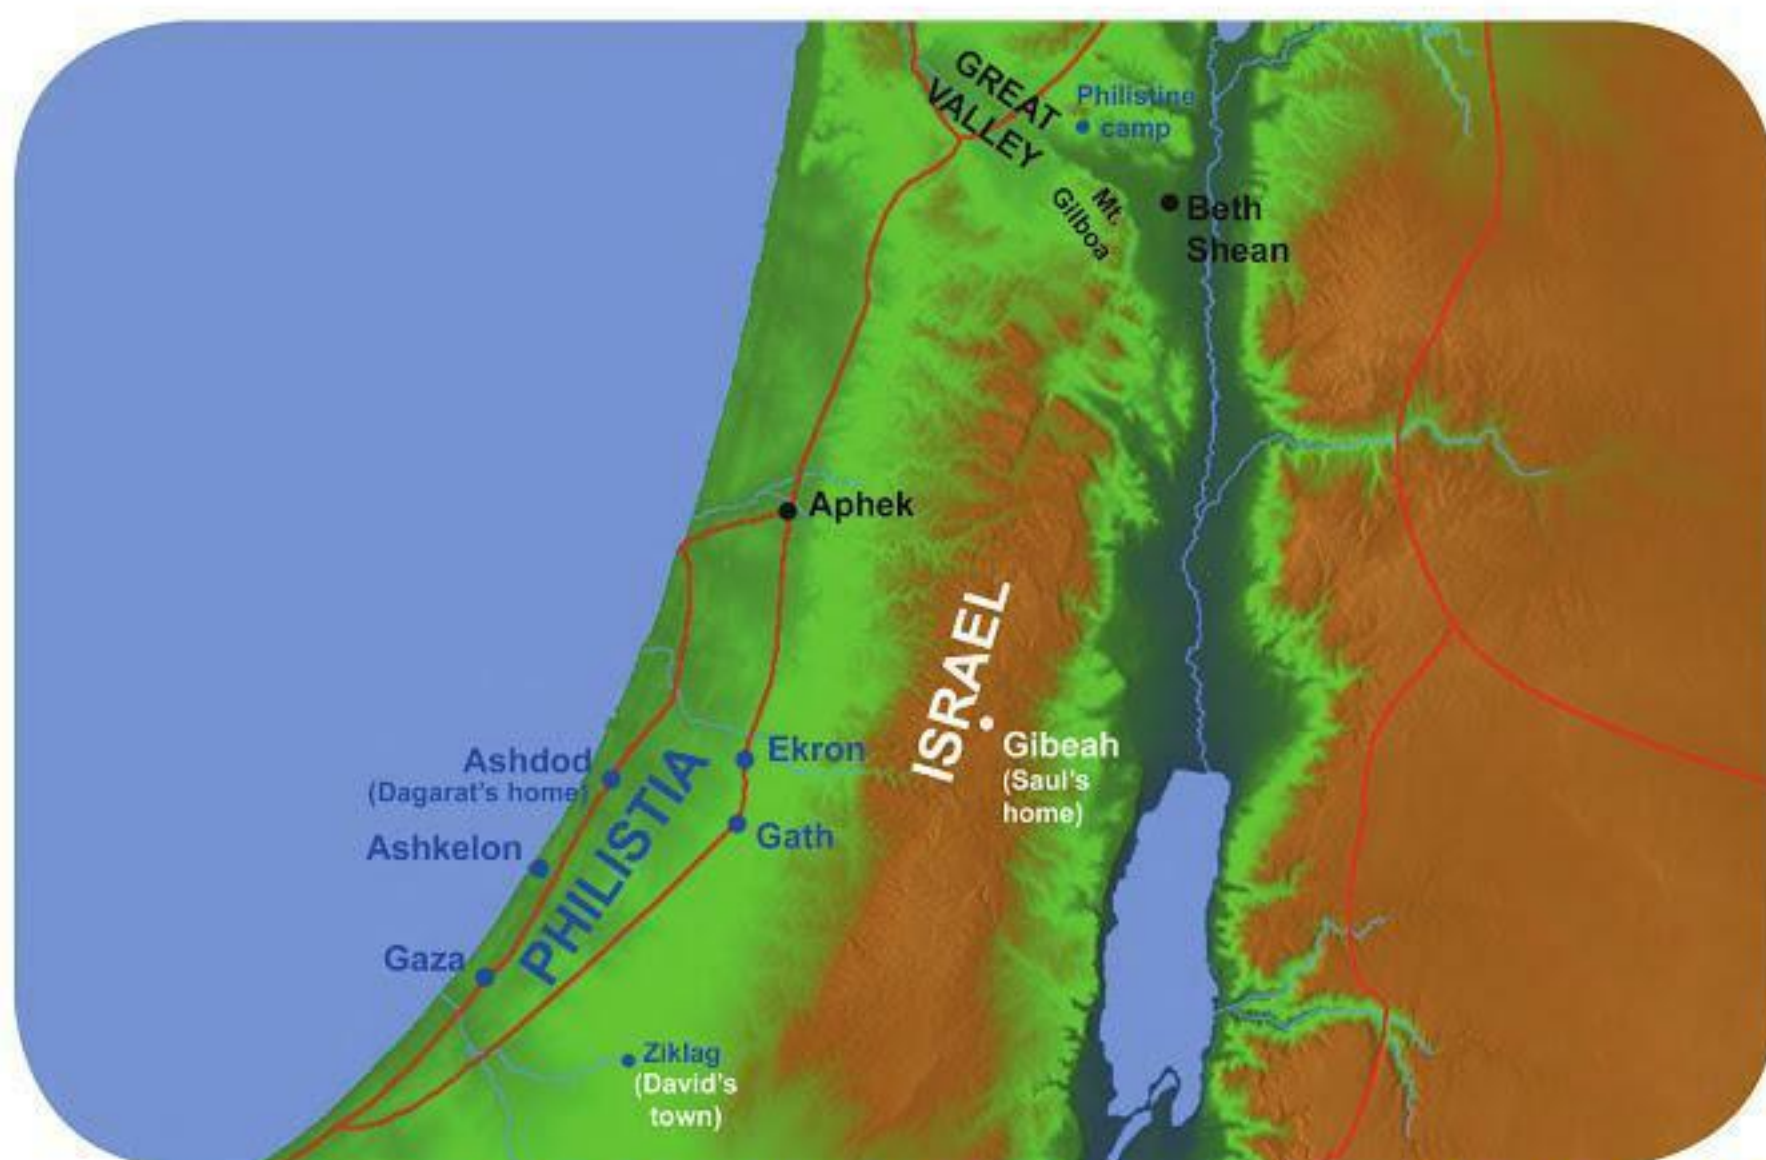 GREAT
VALLEY
Philistine
camp
Mt.
Gilboa
Beth
Shean
Aphek
ISRAEL
Gibeah
(Saul's
home)
Ashdod
(Dagarat's home)
Ekron
PHILISTIA
Gath
Ashkelon
Gaza
Ziklag
(David's
town)